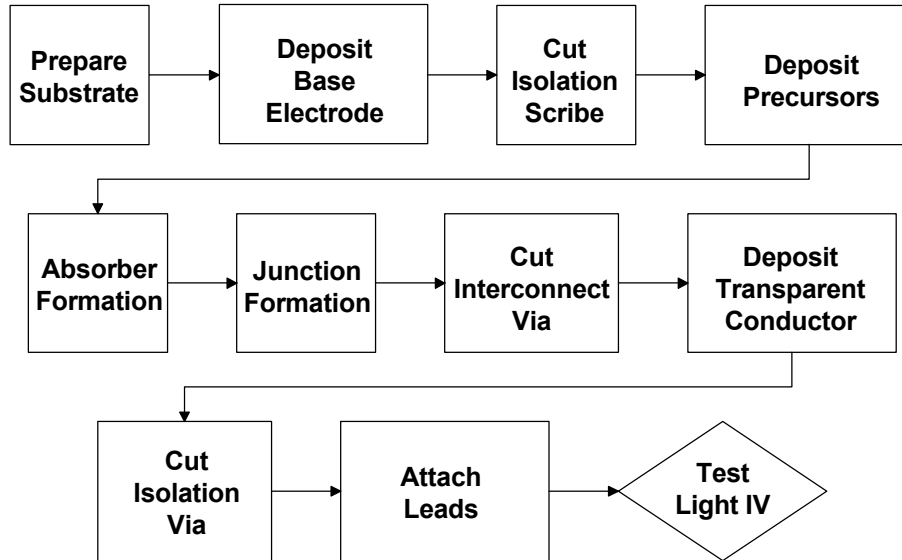 Prepare
Substrate
Deposit
Base
Electrode
Cut
Isolation
Scribe
Deposit
Precursors
Absorber
Formation
Junction
Formation
Cut
Interconnect
Via
Deposit
Transparent
Conductor
Cut
Isolation
Via
Attach
Leads
Test
Light IV